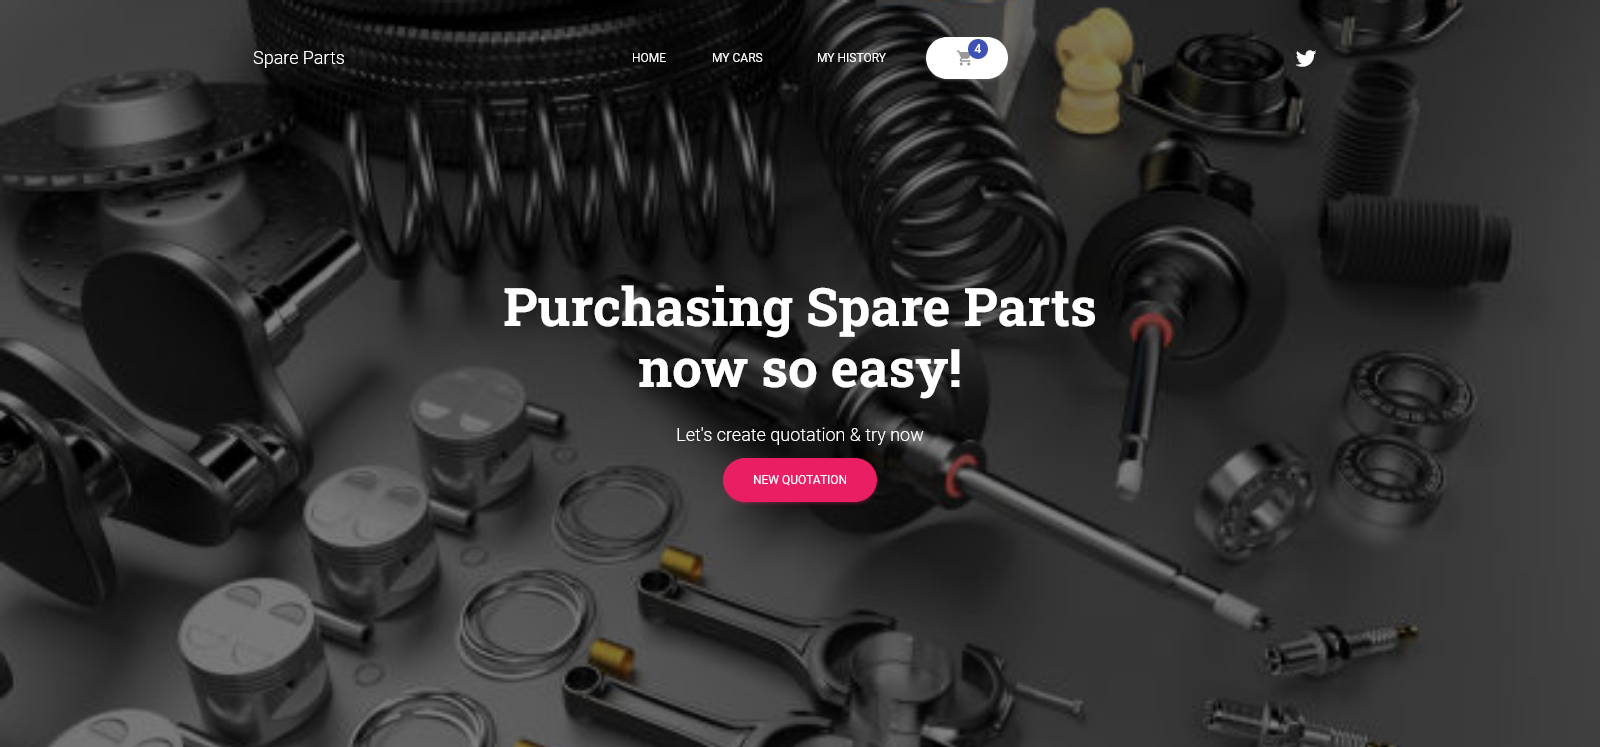 Spare Parts
HOME
MY CARS
MY HISTORY
4
Purchasing Spare Parts
now so easy!
Let's create quotation & try now
NEW QUOTATION